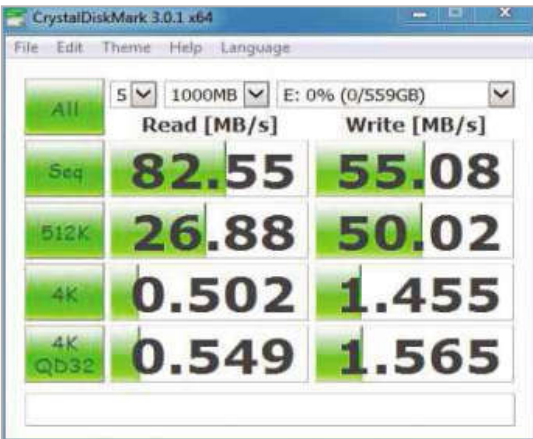 CrystalDiskMark 3.0.1 x64
File Edit Theme Help Language
All 5 1000MB E: 0% (0/559GB)
Read [MB/s] Write [MB/s]
Seq 82.55 55.08
512K 26.88 50.02
4K 0.502 1.455
4K QD32 0.549 1.565